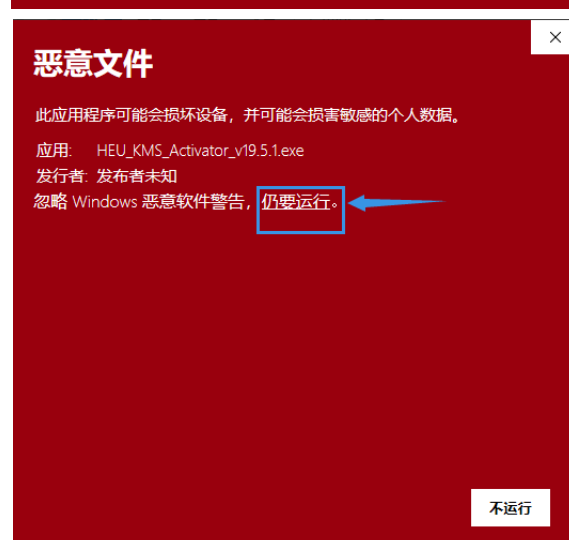 恶意文件
此应用程序可能会损坏设备，并可能会损害敏感的个人数据。
应用: HEU_KMS_Activator_v19.5.1.exe
发行者: 发布者未知
忽略 Windows 恶意软件警告，仍要运行。
不运行